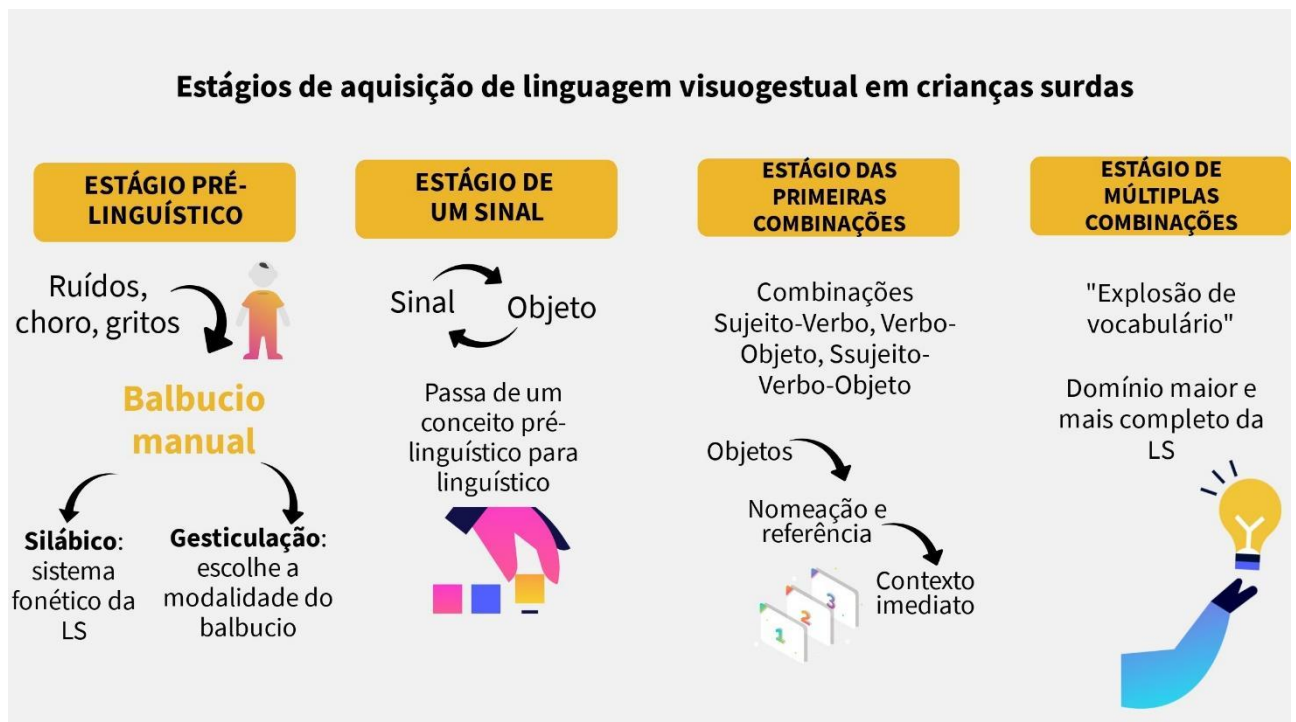 Estágios de aquisição de linguagem visuogestual em crianças surdas
ESTÁGIO PRÉ-
LINGUÍSTICO
Ruídos,
choro, gritos
Balbucio
manual
Silábico:
sistema
fonético da
LS
Gesticulação:
escolhe a
modalidade do
balbucio
ESTÁGIO DE
UM SINAL
Sinal
Objeto
Passa de um
conceito pré-
linguístico para
linguístico
ESTÁGIO DAS
PRIMEIRAS
COMBINAÇÕES
Combinações
Sujeito-Verbo, Verbo-
Objeto, Ssujeito-
Verbo-Objeto
Objetos
Nomeação e
referência
Contexto
imediato
1
2
3
ESTÁGIO DE
MÚLTIPLAS
COMBINAÇÕES
"Explosão de
vocabulário"
Domínio maior e
mais completo da
LS